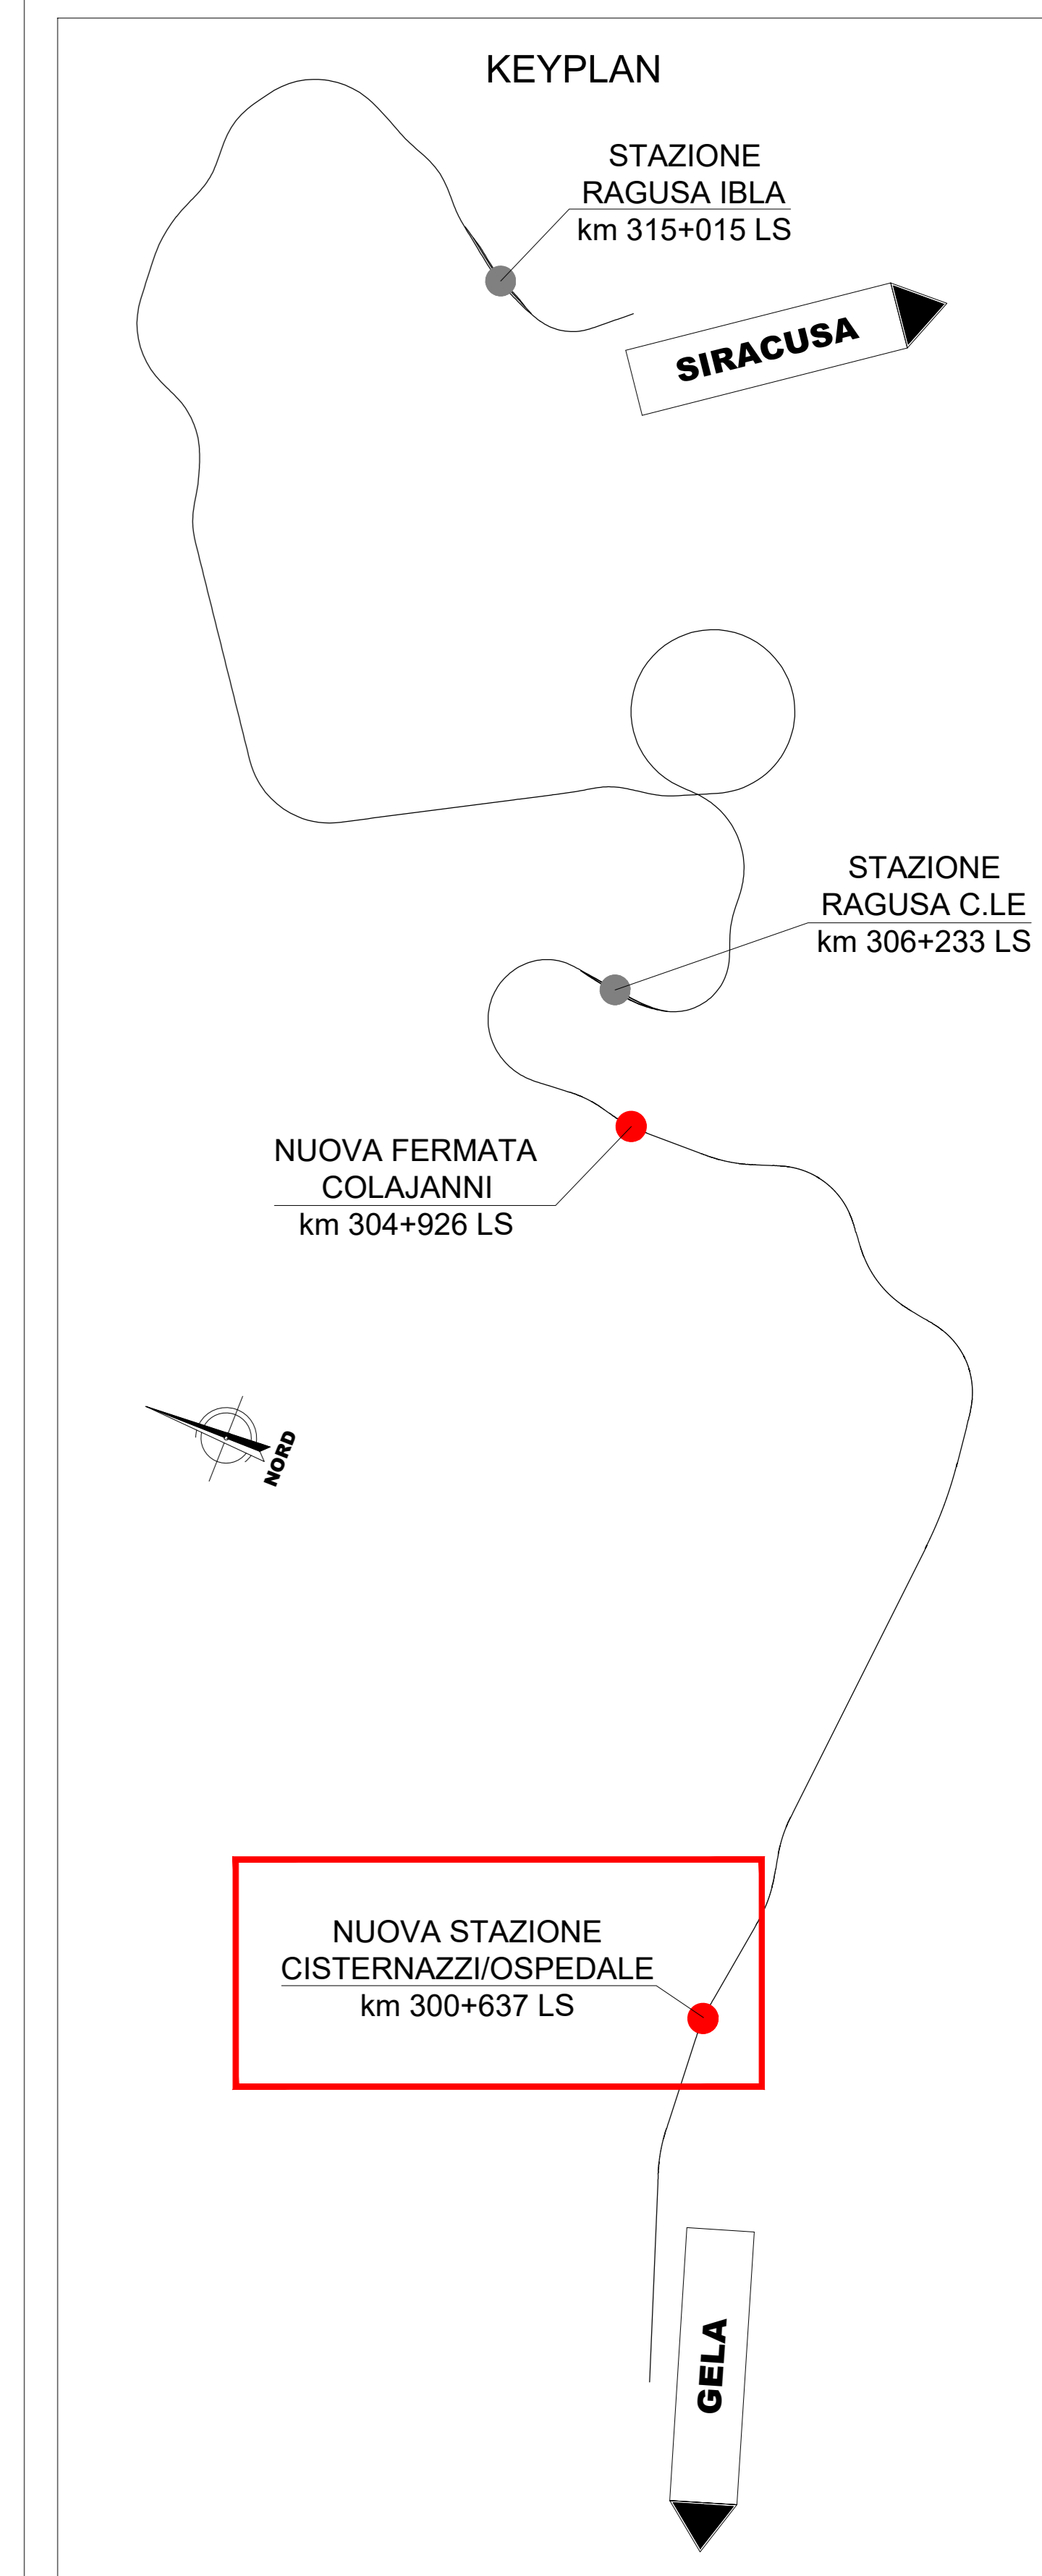 KEYPLAN
STAZIONE
RAGUSA IBLA
km 315+015 LS
SIRACUSA
STAZIONE
RAGUSA C.LE
km 306+233 LS
NUOVA FERMATA
COLAJANNI
km 304+926 LS
NORD
NUOVA STAZIONE
CISTERNAZZI/OSPEDALE
km 300+637 LS
GELA